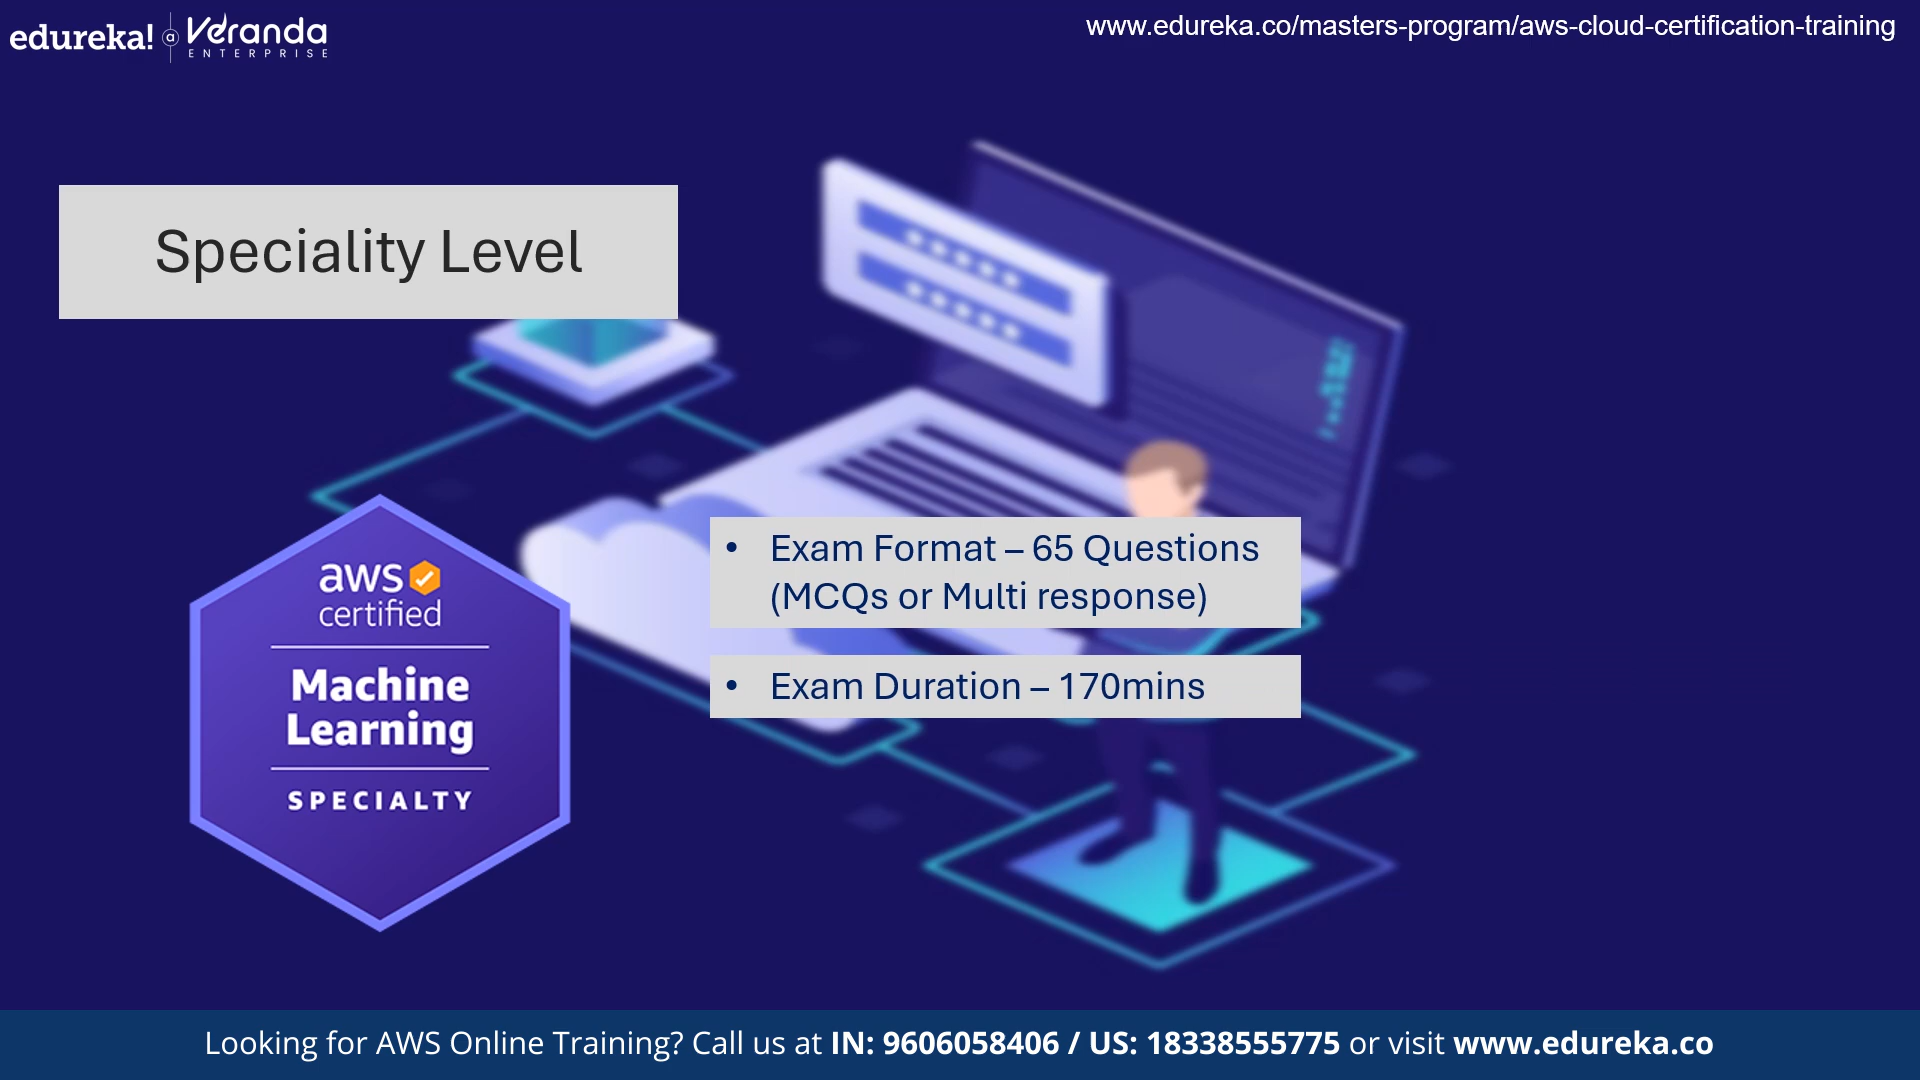 edureka! a Veranda
ENTERPRISE
www.edureka.co/masters-program/aws-cloud-certification-training
Speciality Level
aws
certified
Machine
Learning
SPECIALTY
• Exam Format – 65 Questions
(MCQs or Multi response)
• Exam Duration – 170mins
Looking for AWS Online Training? Call us at IN: 9606058406 / US: 18338555775 or visit www.edureka.co